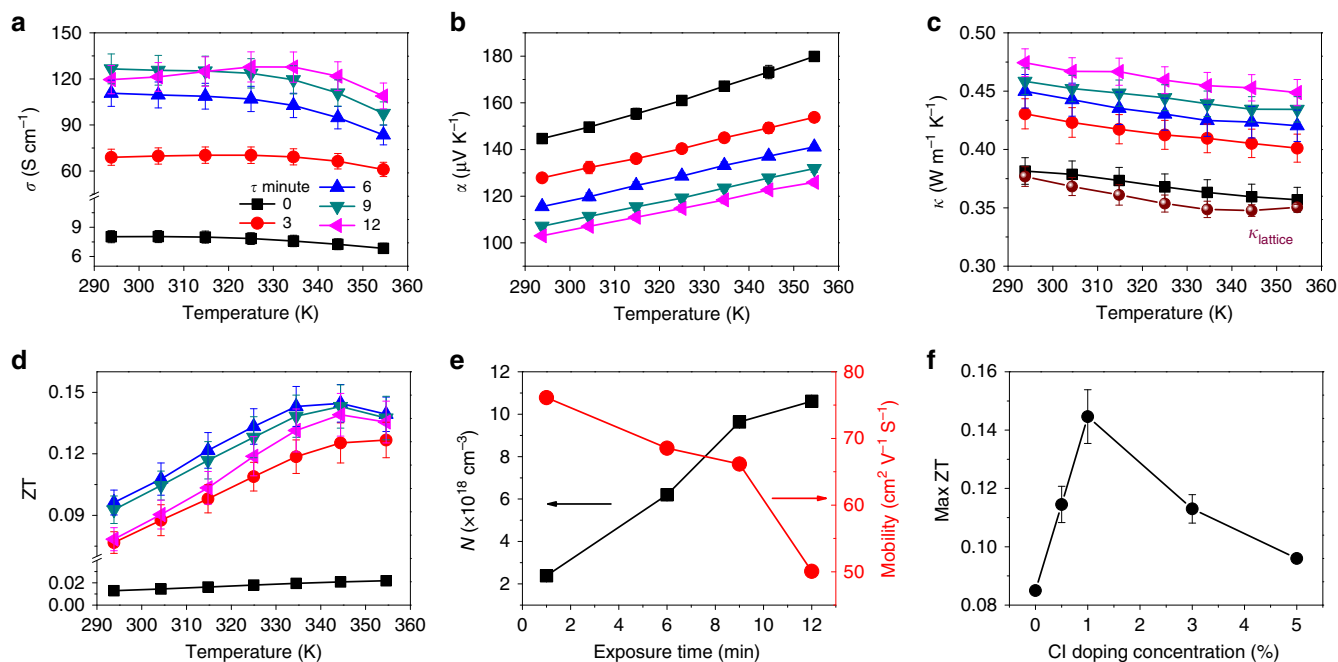 a
150
120
90
60
9
6
σ (S cm⁻¹)
τ minute
0
3
6
9
12
290 300 310 320 330 340 350 360
Temperature (K)
b
180
160
140
120
100
α (μV K⁻¹)
290 300 310 320 330 340 350 360
Temperature (K)
c
0.50
0.45
0.40
0.35
0.30
κ (W m⁻¹ K⁻¹)
κlattice
290 300 310 320 330 340 350 360
Temperature (K)
d
0.15
0.12
0.09
0.02
0.00
ZT
290 300 310 320 330 340 350 360
Temperature (K)
e
12
10
8
6
4
2
N (×10¹⁸ cm⁻³)
80
70
60
50
Mobility (cm² V⁻¹ S⁻¹)
0 2 4 6 8 10 12
Exposure time (min)
f
0.16
0.14
0.12
0.10
0.08
Max ZT
0 1 2 3 4 5
CI doping concentration (%)